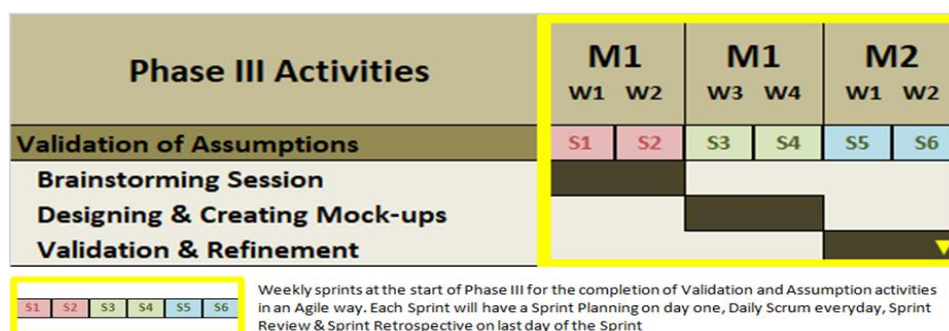 Phase III Activities
M1 M1 M2
W1 W2 W3 W4 W1 W2
Validation of Assumptions S1 S2 S3 S4 S5 S6
Brainstorming Session
Designing & Creating Mock-ups
Validation & Refinement
S1 S2 S3 S4 S5 S6
Weekly sprints at the start of Phase III for the completion of Validation and Assumption activities
in an Agile way. Each Sprint will have a Sprint Planning on day one, Daily Scrum everyday, Sprint
Review & Sprint Retrospective on last day of the Sprint